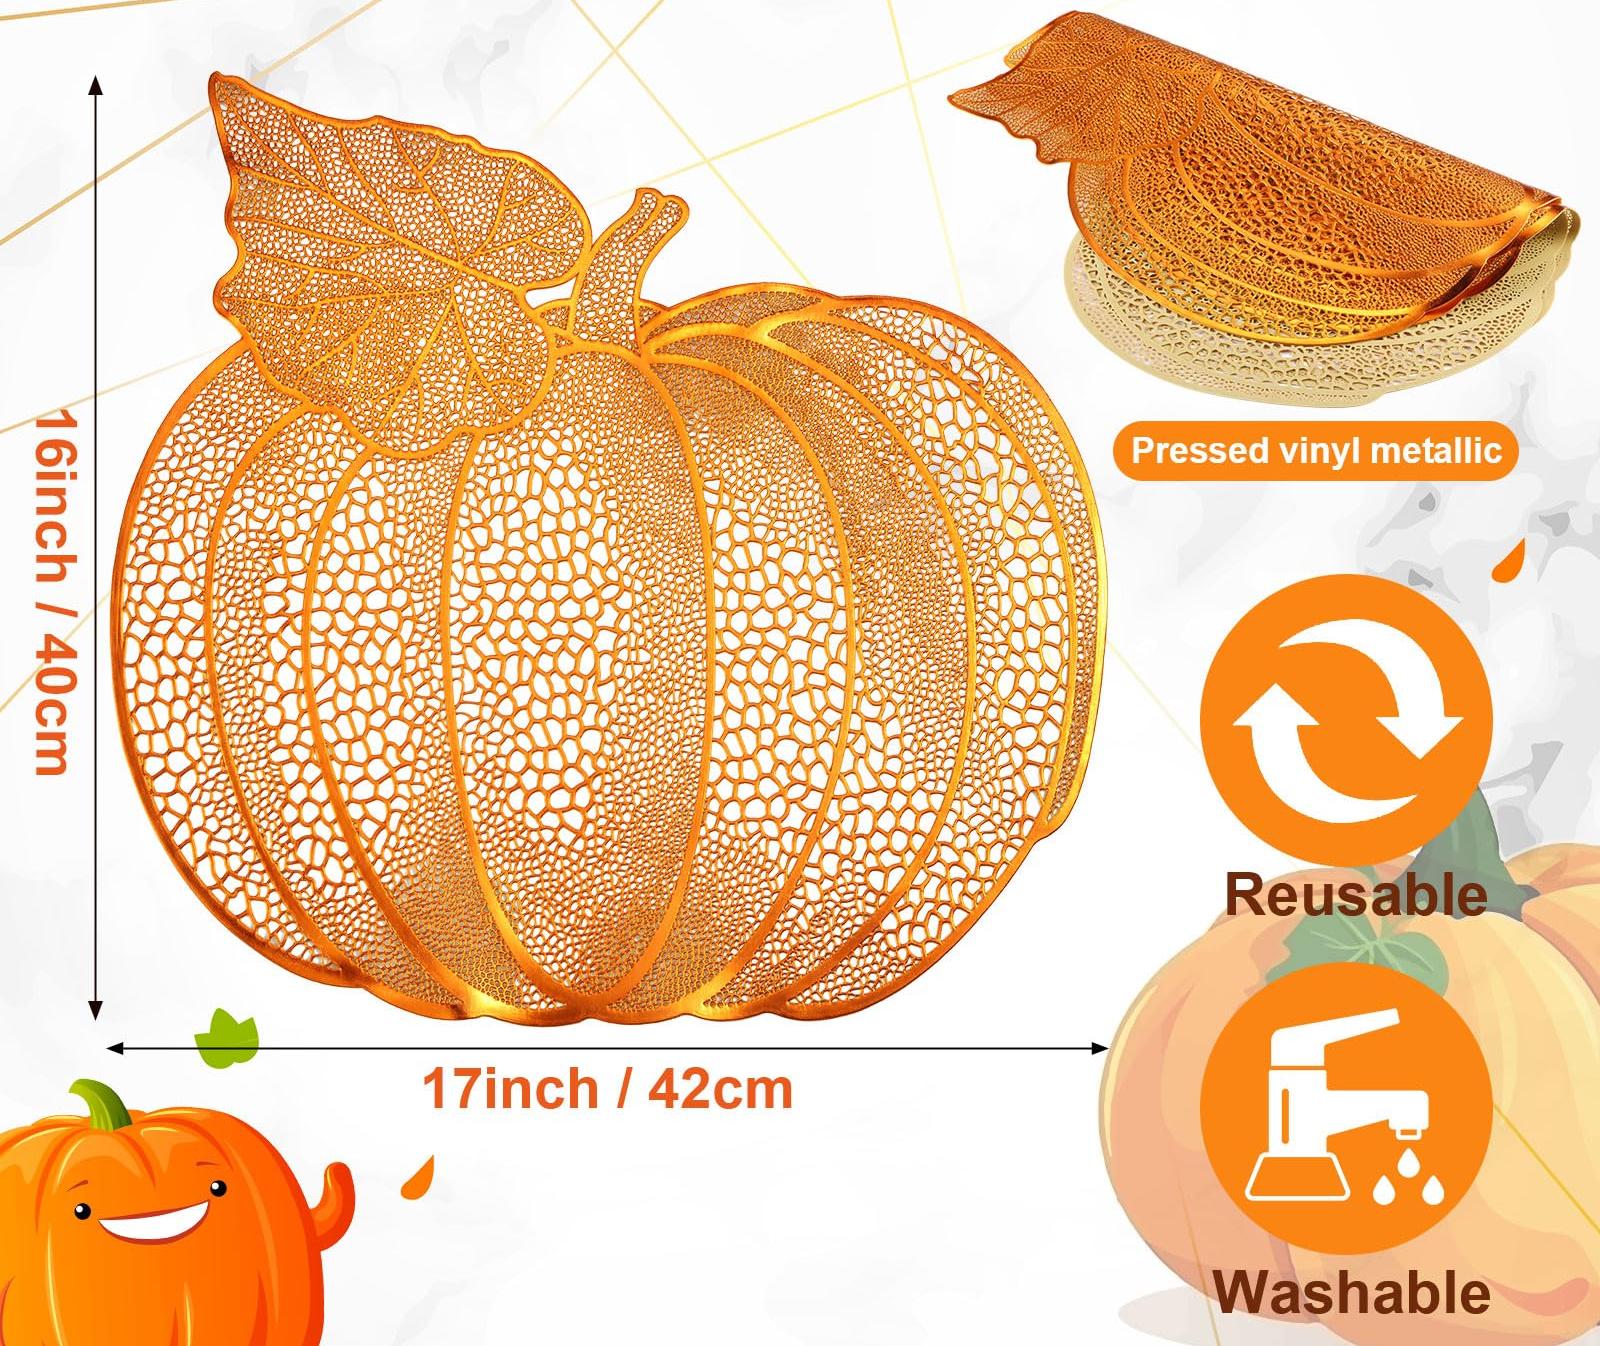 16inch / 40cm
17inch / 42cm
Pressed vinyl metallic
Reusable
Washable